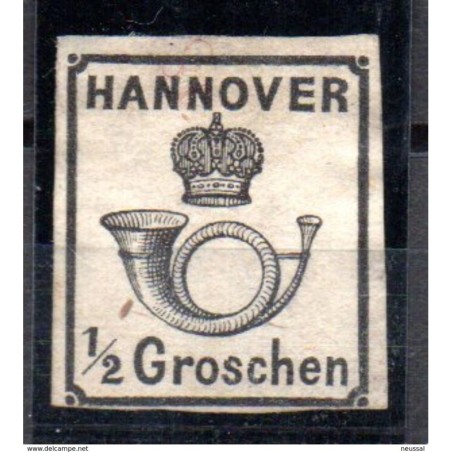 HANNOVER
1/2 Groschen
www.delcampe.net
neussal